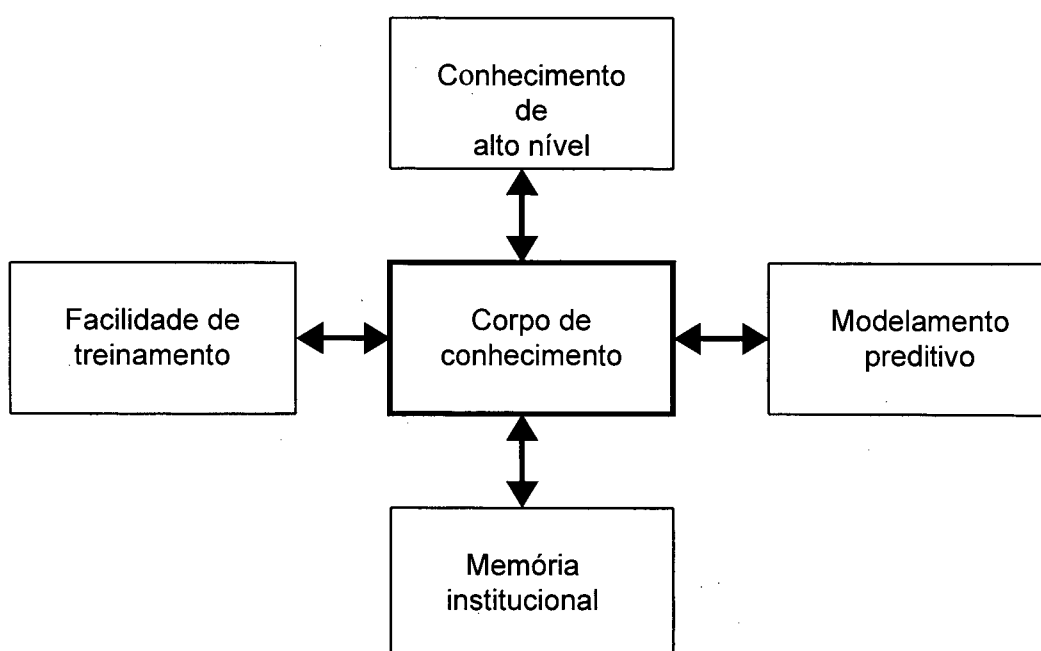 Conhecimento
de
alto nível
Facilidade de
treinamento
Corpo de
conhecimento
Modelamento
preditivo
Memória
institucional